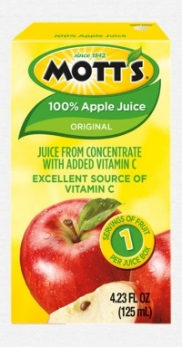 100% Apple Juice
SINCE 1842
MOTT'S
100% Apple Juice
ORIGINAL
JUICE FROM CONCENTRATE
WITH ADDED VITAMIN C
EXCELLENT SOURCE OF
VITAMIN C
SERVINGS OF FRUIT
1
PER JUICE BOX
4.23 FL OZ
(125 mL)